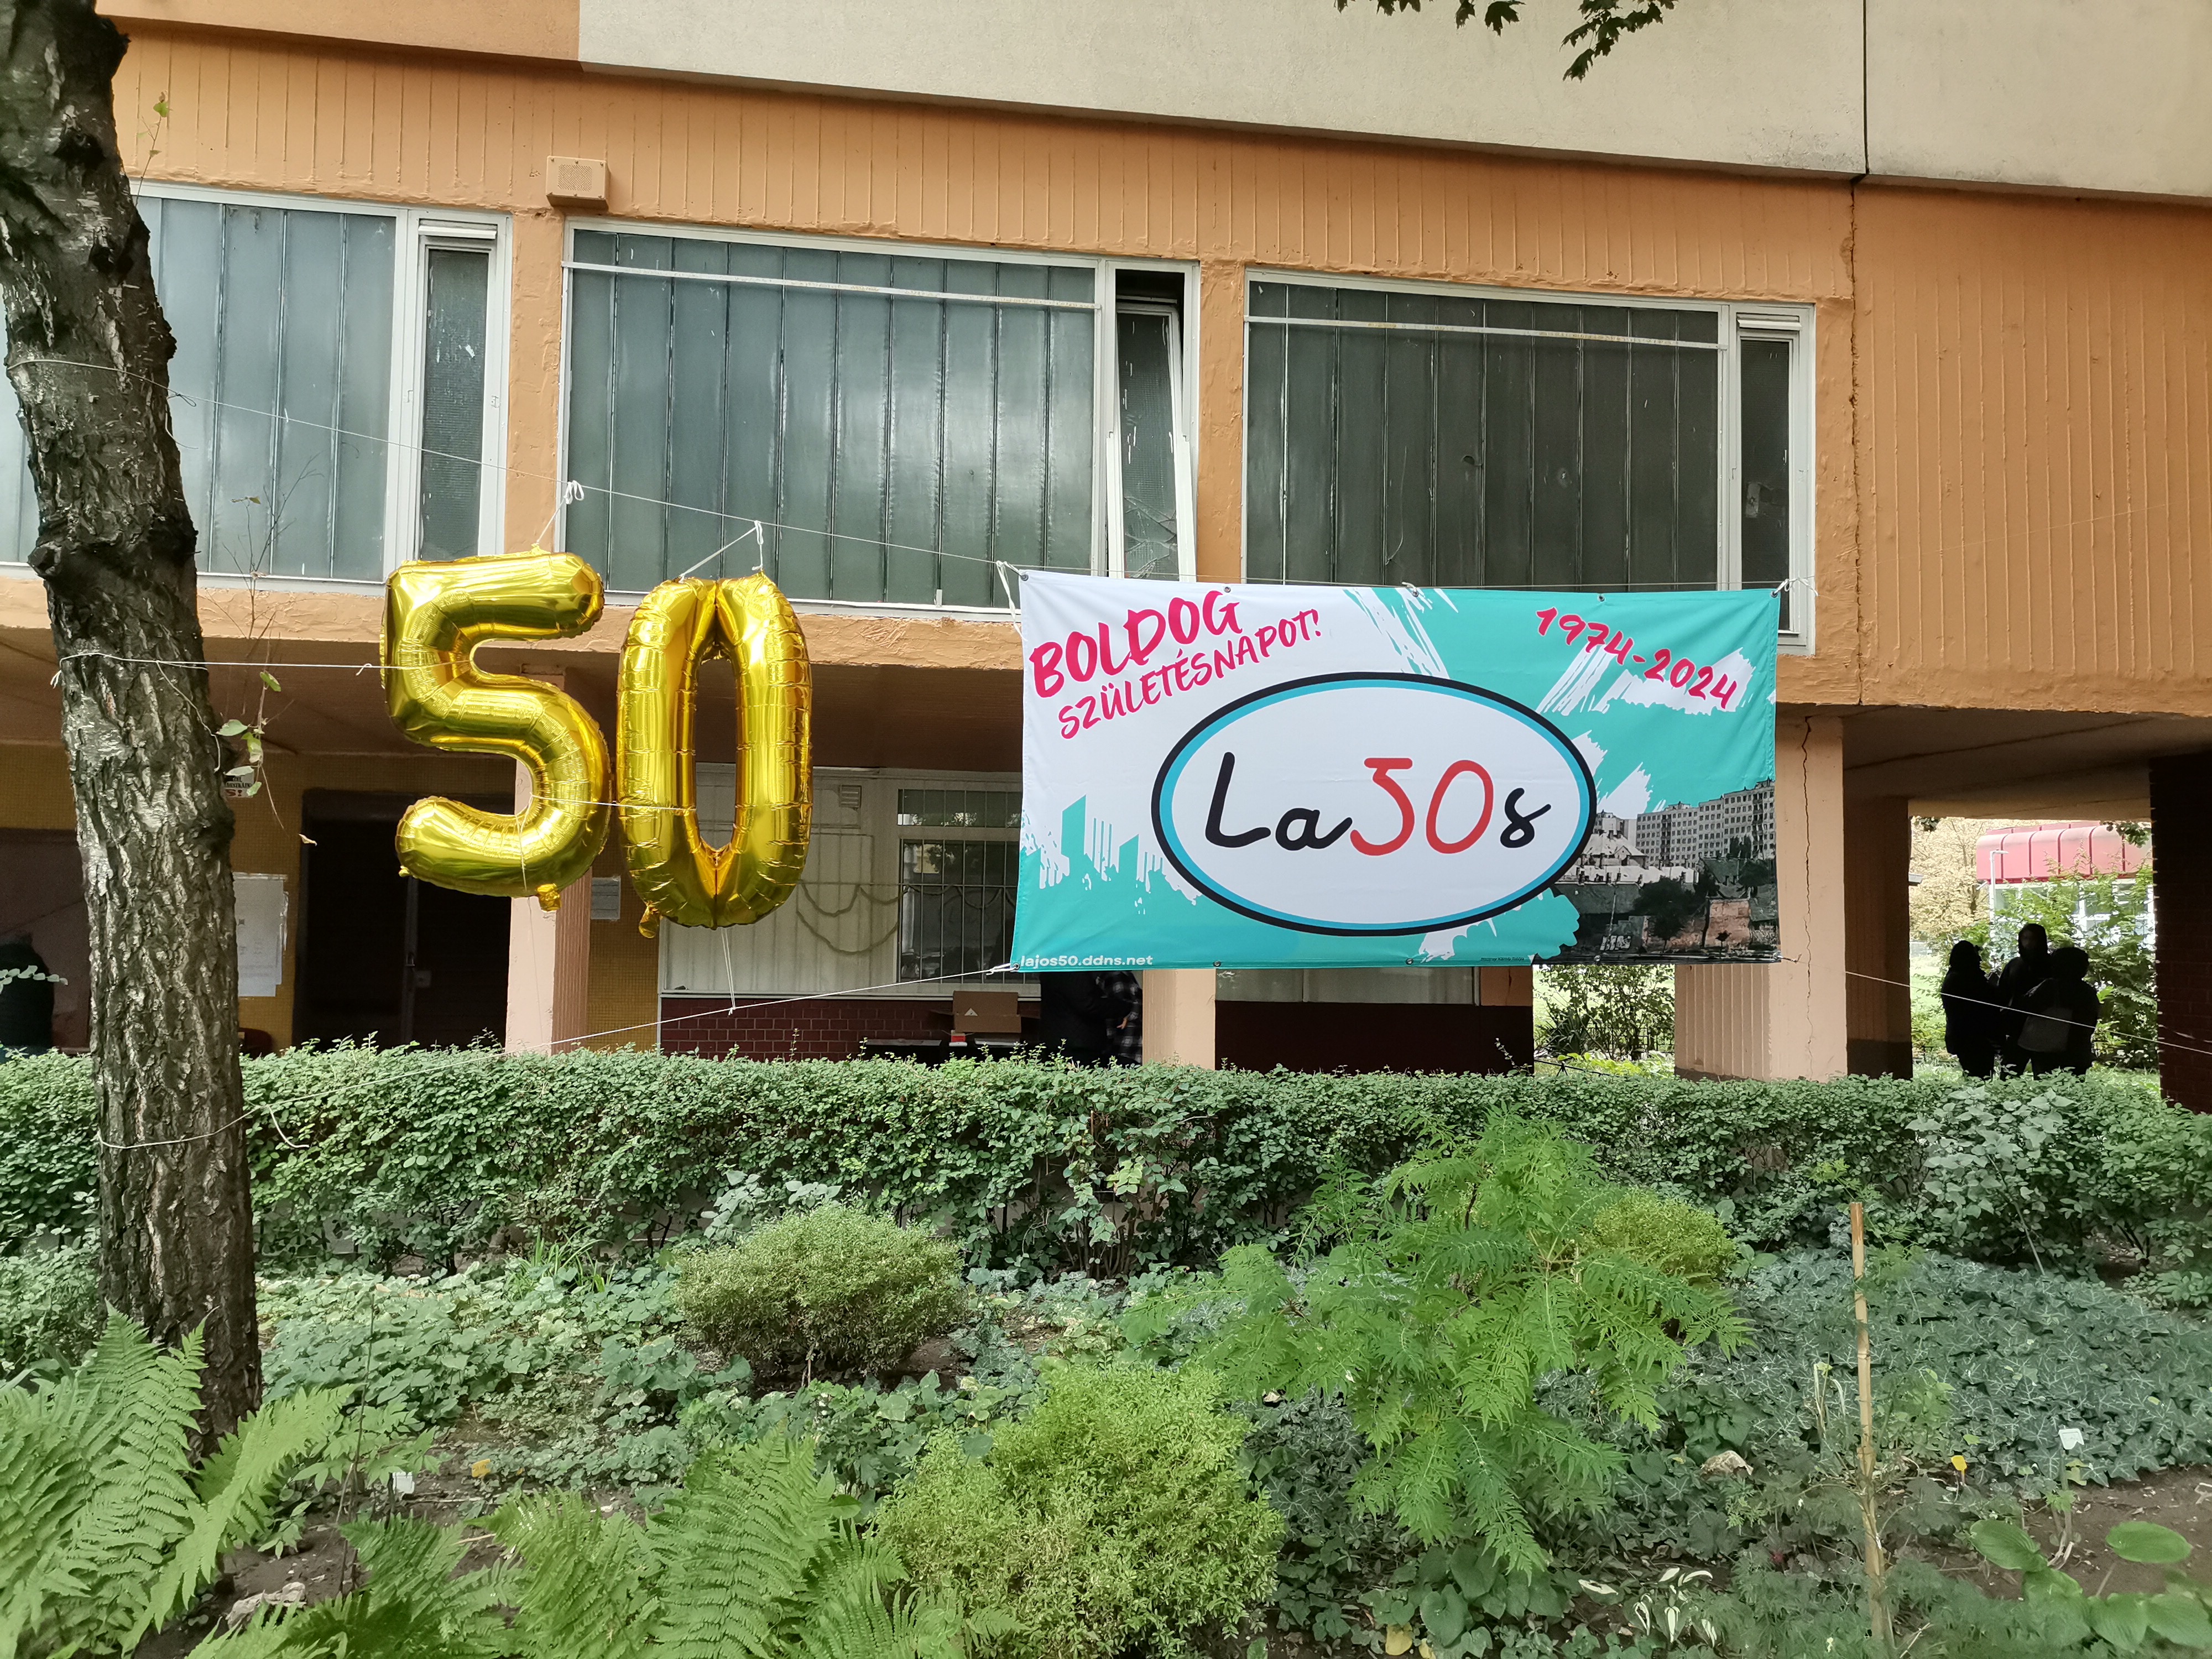 50
BOLDOG
SZÜLETÉSNAPOT!
1974-2024
La50s
lajos50.ddns.net